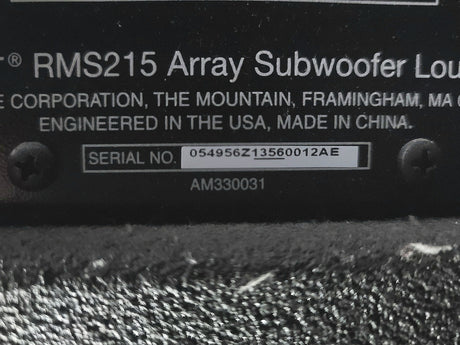 ® RMS215 Array Subwoofer Lou
E CORPORATION, THE MOUNTAIN, FRAMINGHAM, MA
ENGINEERED IN THE USA, MADE IN CHINA.
SERIAL NO. 054956Z13560012AE
AM330031